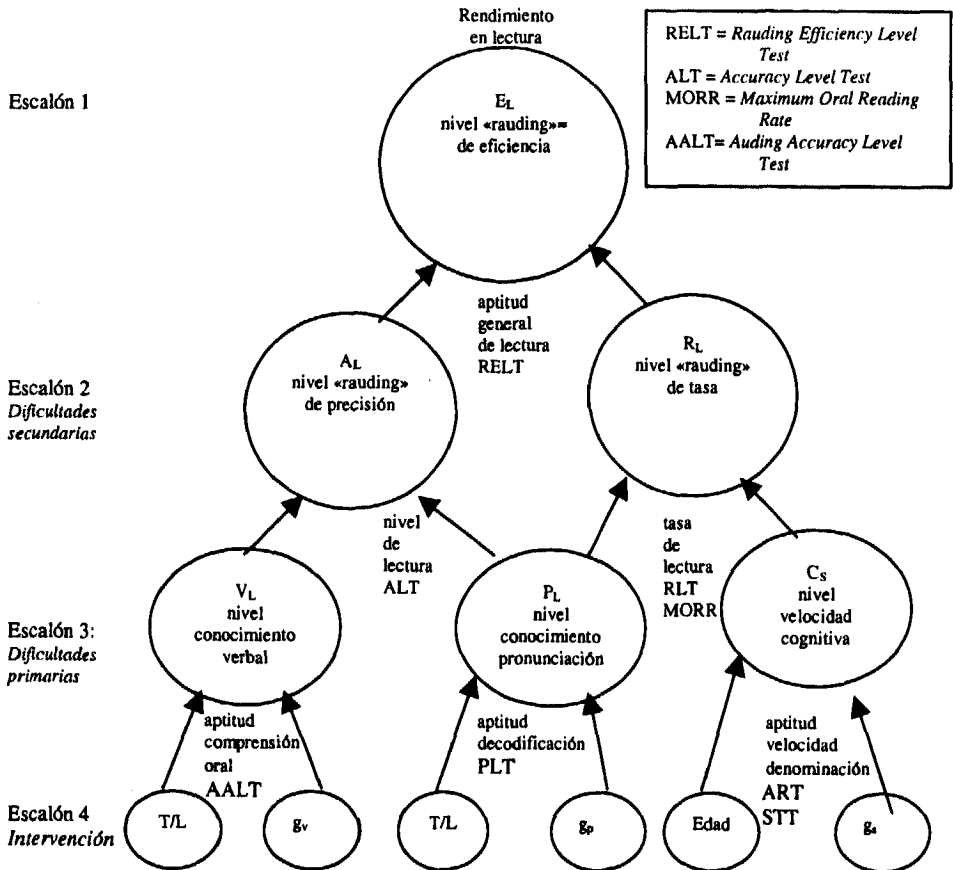 Rendimiento
en lectura
RELT = Rauding Efficiency Level
Test
ALT = Accuracy Level Test
MORR = Maximum Oral Reading
Rate
AALT= Auding Accuracy Level
Test
Escalón 1
EL
nivel «rauding»=
de eficiencia
aptitud
general
de lectura
RELT
Escalón 2
Dificultades
secundarias
AL
nivel «rauding»
de precisión
RL
nivel «rauding»
de tasa
nivel
de
lectura
ALT
tasa
de
lectura
RLT
MORR
Escalón 3:
Dificultades
primarias
VL
nivel
conocimiento
verbal
PL
nivel
conocimiento
pronunciación
CS
nivel
velocidad
cognitiva
aptitud
comprensión
oral
AALT
aptitud
decodificación
PLT
aptitud
velocidad
denominación
ART
STT
Escalón 4
Intervención
T/L
gv
T/L
gp
Edad
gs